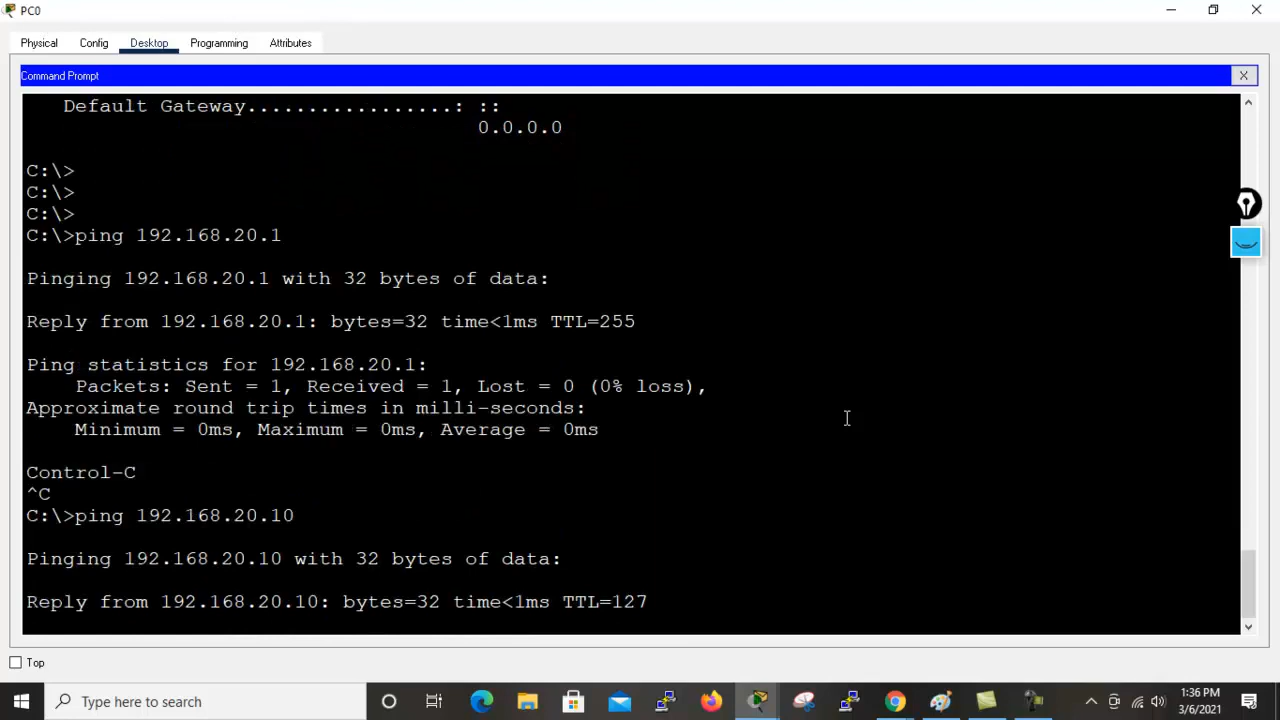 PC0
Physical Config Desktop Programming Attributes
Command Prompt
X
Default Gateway.................: ::
0.0.0.0
C:\>
C:\>
C:\>
C:\>ping 192.168.20.1
Pinging 192.168.20.1 with 32 bytes of data:
Reply from 192.168.20.1: bytes=32 time<1ms TTL=255
Ping statistics for 192.168.20.1:
Packets: Sent = 1, Received = 1, Lost = 0 (0% loss),
Approximate round trip times in milli-seconds:
Minimum = 0ms, Maximum = 0ms, Average = 0ms
Control-C
^C
C:\>ping 192.168.20.10
Pinging 192.168.20.10 with 32 bytes of data:
Reply from 192.168.20.10: bytes=32 time<1ms TTL=127
Top
Type here to search
1:36 PM
3/6/2021